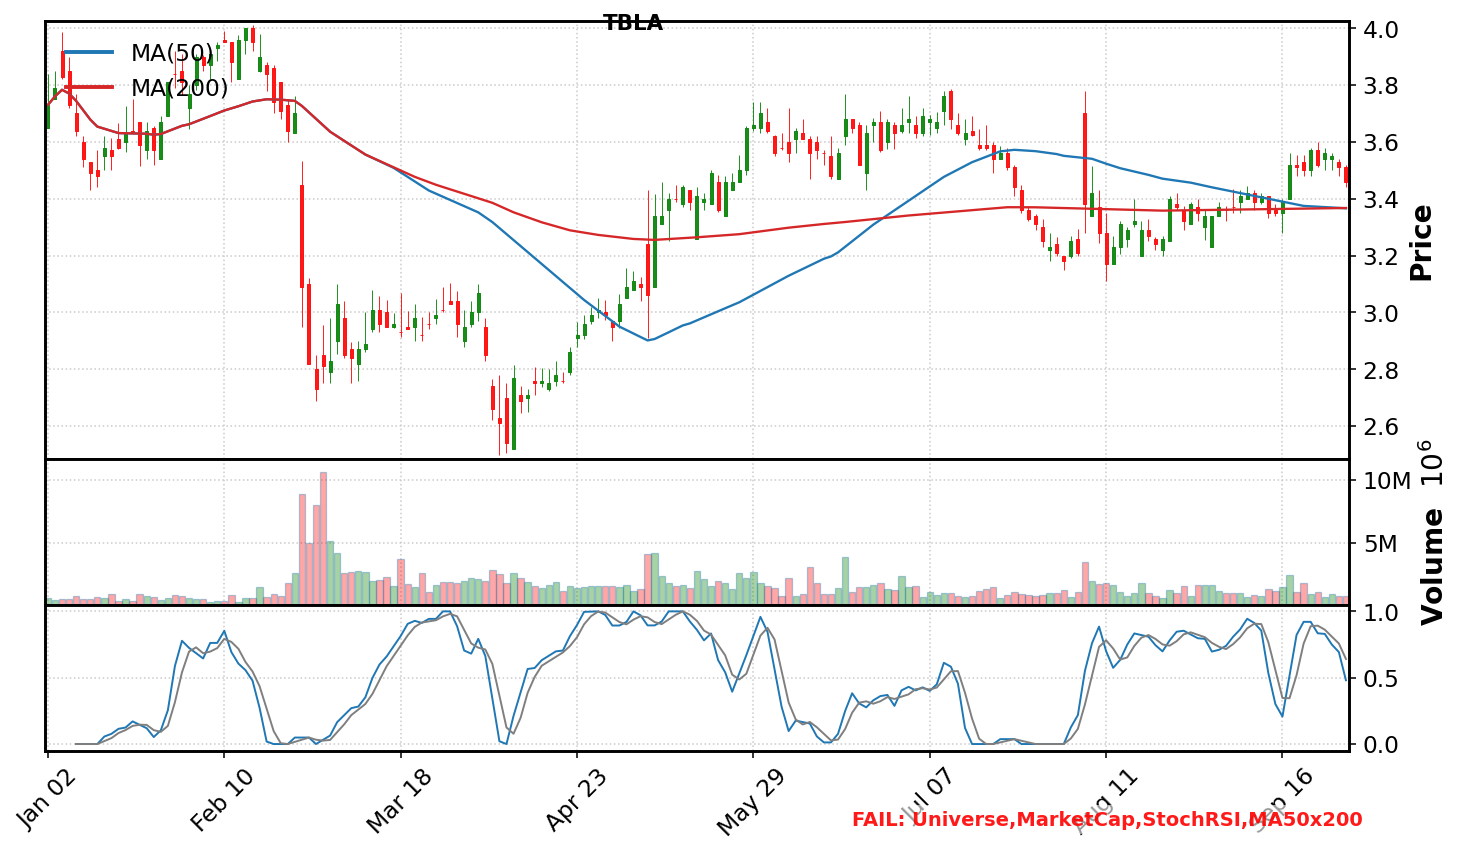 TBLA
MA(50)
MA(200)
4.0
3.8
3.6
3.4
3.2
3.0
2.8
2.6
Price
10M
5M
Volume 10⁶
1.0
0.5
0.0
Jan 02
Feb 10
Mar 18
Apr 23
May 29
Jul 07
Aug 11
Sep 16
FAIL: Universe,MarketCap,StochRSI,MA50x200